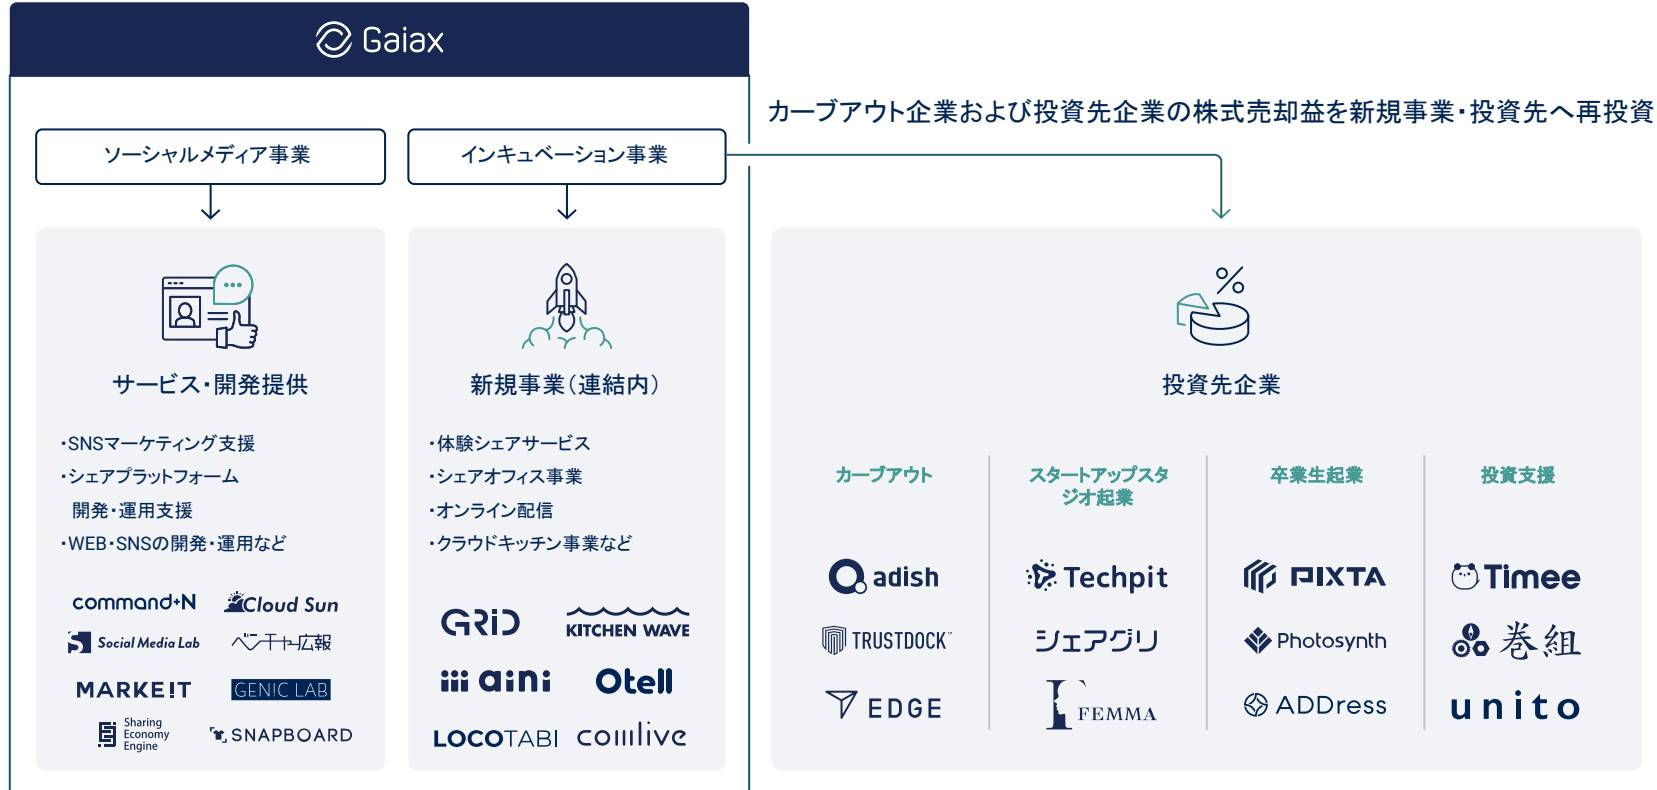 Gaiax
カーブアウト企業および投資先企業の株式売却益を新規事業・投資先へ再投資
ソーシャルメディア事業
インキュベーション事業
サービス・開発提供
・SNSマーケティング支援
・シェアプラットフォーム
開発・運用支援
・WEB・SNSの開発・運用など
command+N
Cloud Sun
Social Media Lab
ベンチャー広報
MARKEIT
GENIC LAB
Sharing
Economy
Engine
SNAPBOARD
新規事業（連結内）
・体験シェアサービス
・シェアオフィス事業
・オンライン配信
・クラウドキッチン事業など
GRiD
KITCHEN WAVE
aini
Otell
LOCOTABI
comlive
投資先企業
カーブアウト
adish
TRUSTDOCK™
EDGE
スタートアップスタ
ジオ起業
Techpit
シェアグリ
FEMMA
卒業生起業
PIXTA
Photosynth
ADDress
投資支援
Timee
巻組
unito